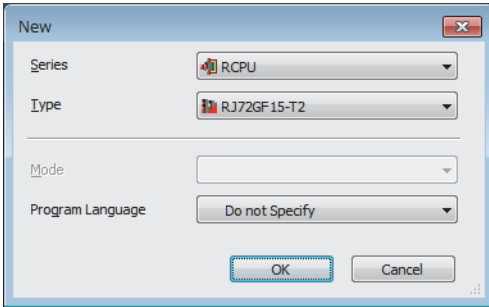 New
Series
RCPU
Type
RJ72GF15-T2
Mode
Program Language
Do not Specify
OK
Cancel